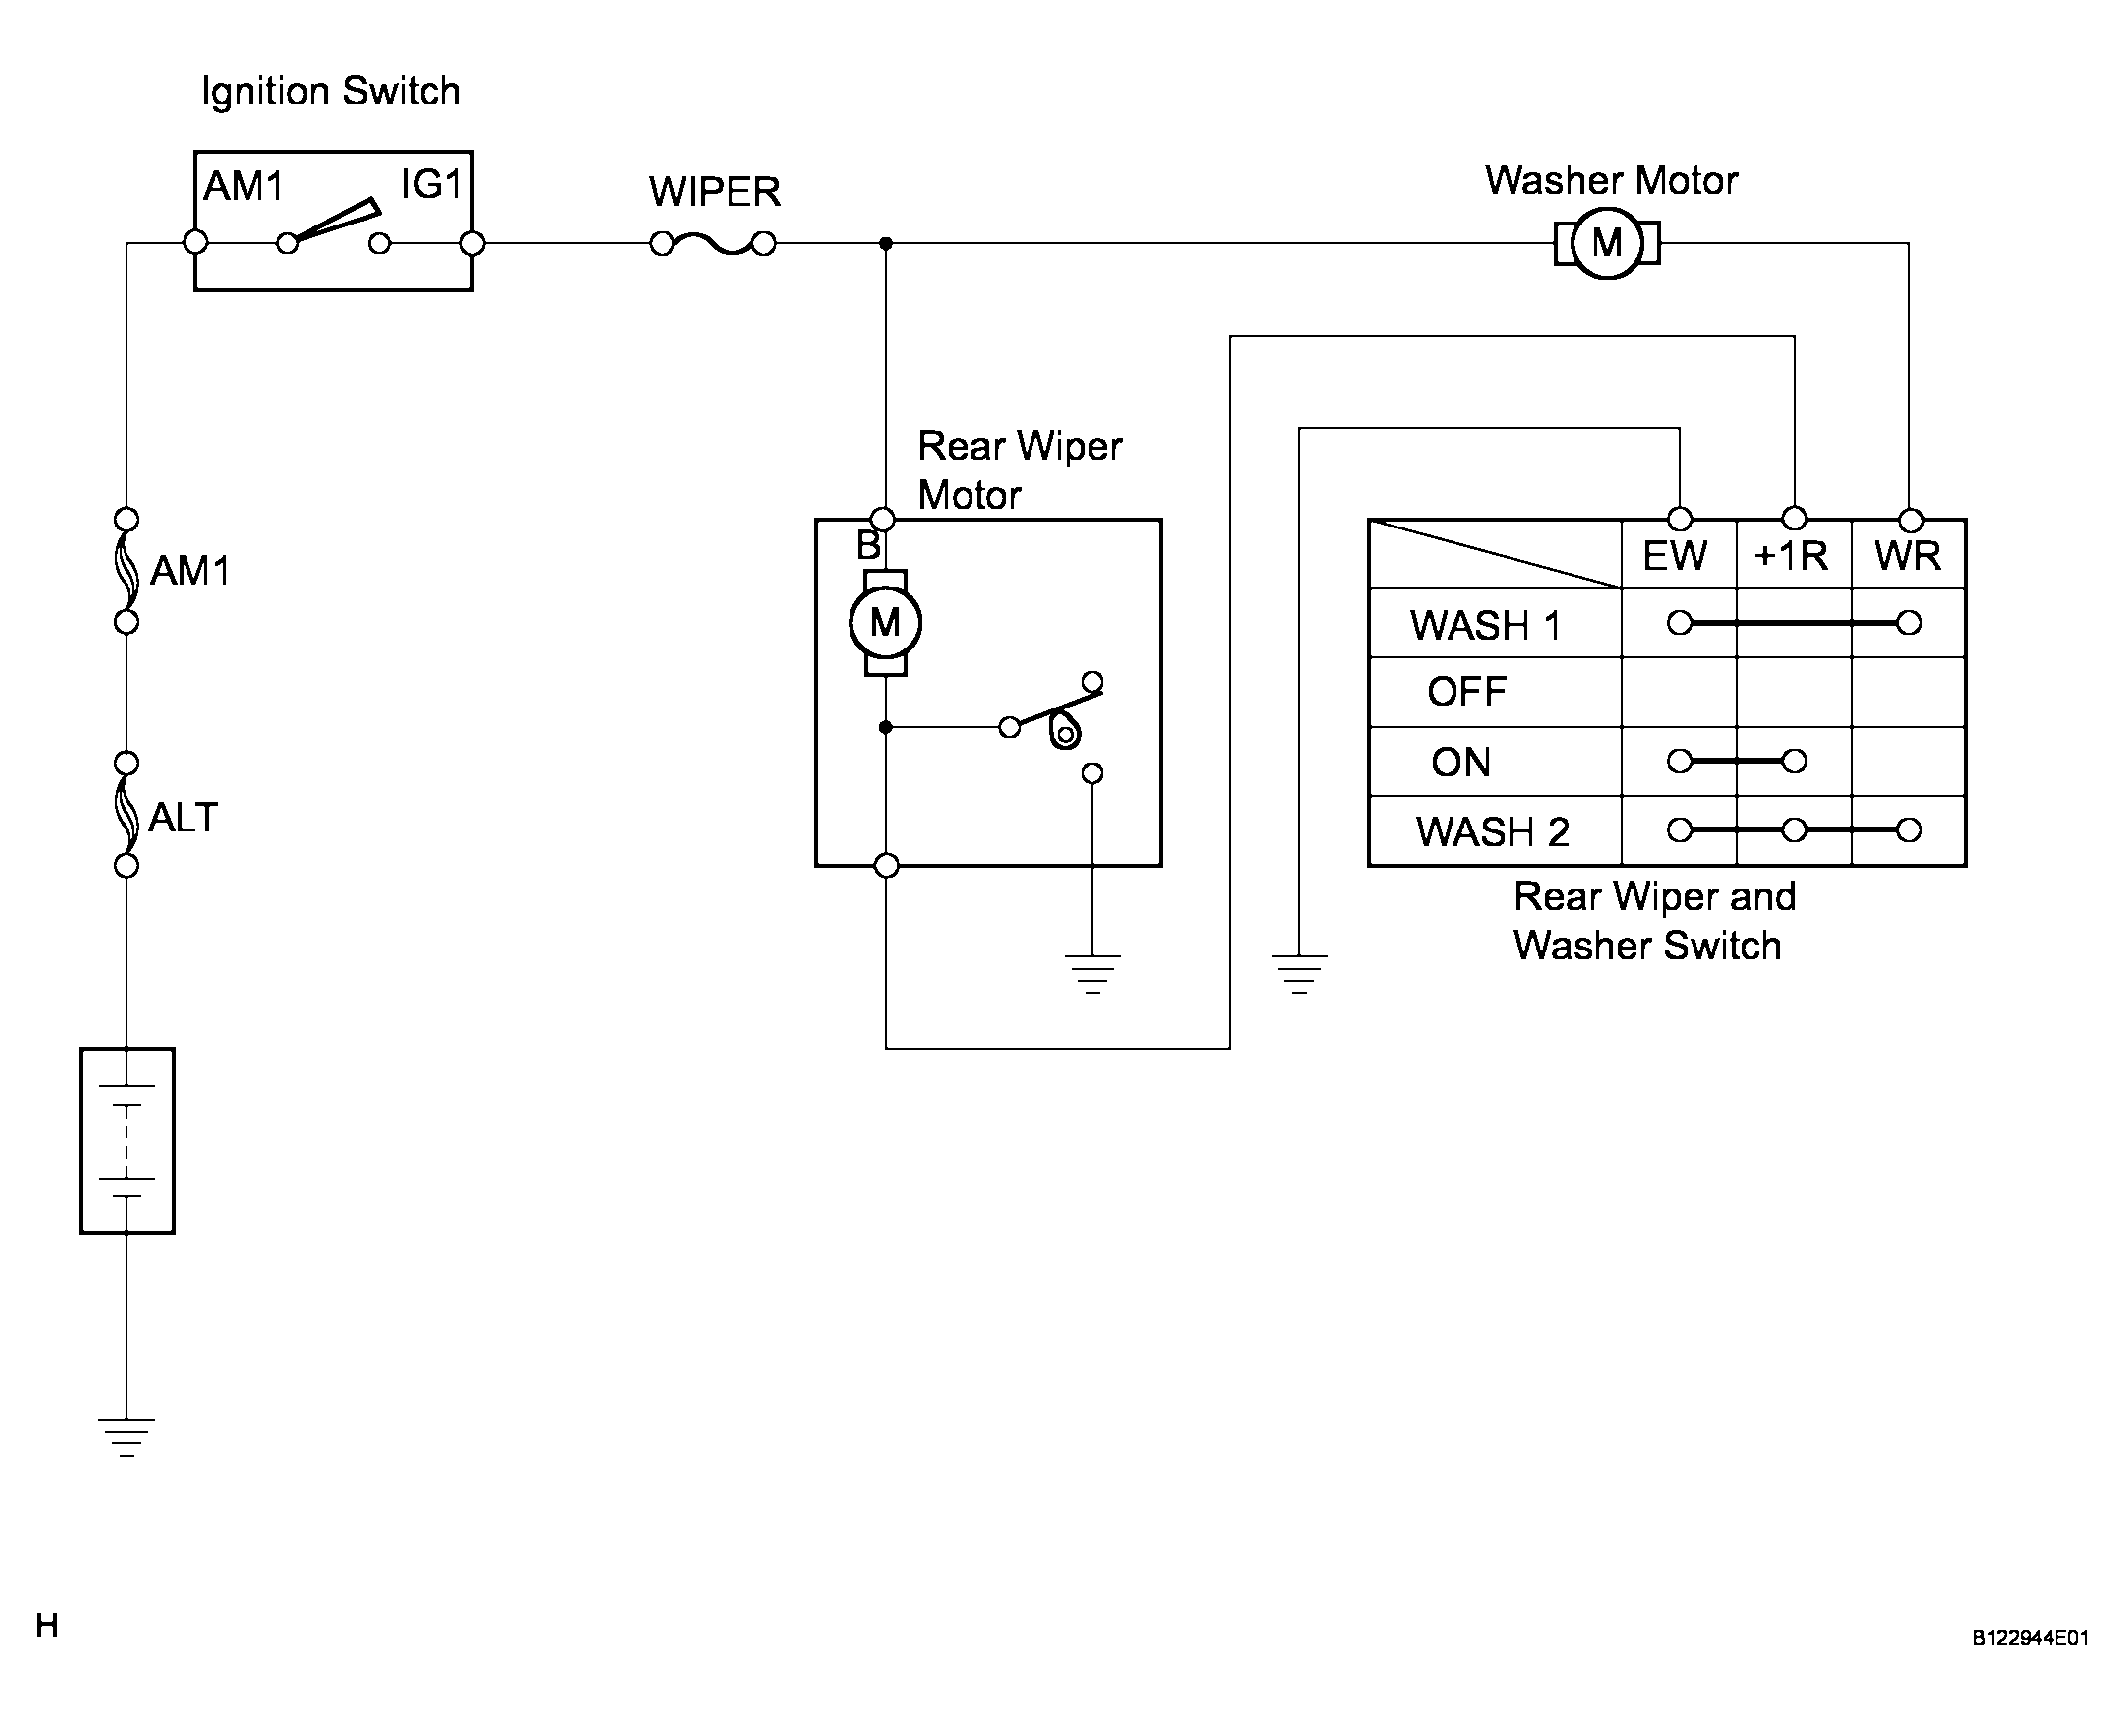 Ignition Switch
AM1 IG1
WIPER
Washer Motor
M
Rear Wiper
Motor
B
M
AM1
ALT
EW +1R WR
WASH 1
OFF
ON
WASH 2
Rear Wiper and
Washer Switch
H
B122944E01